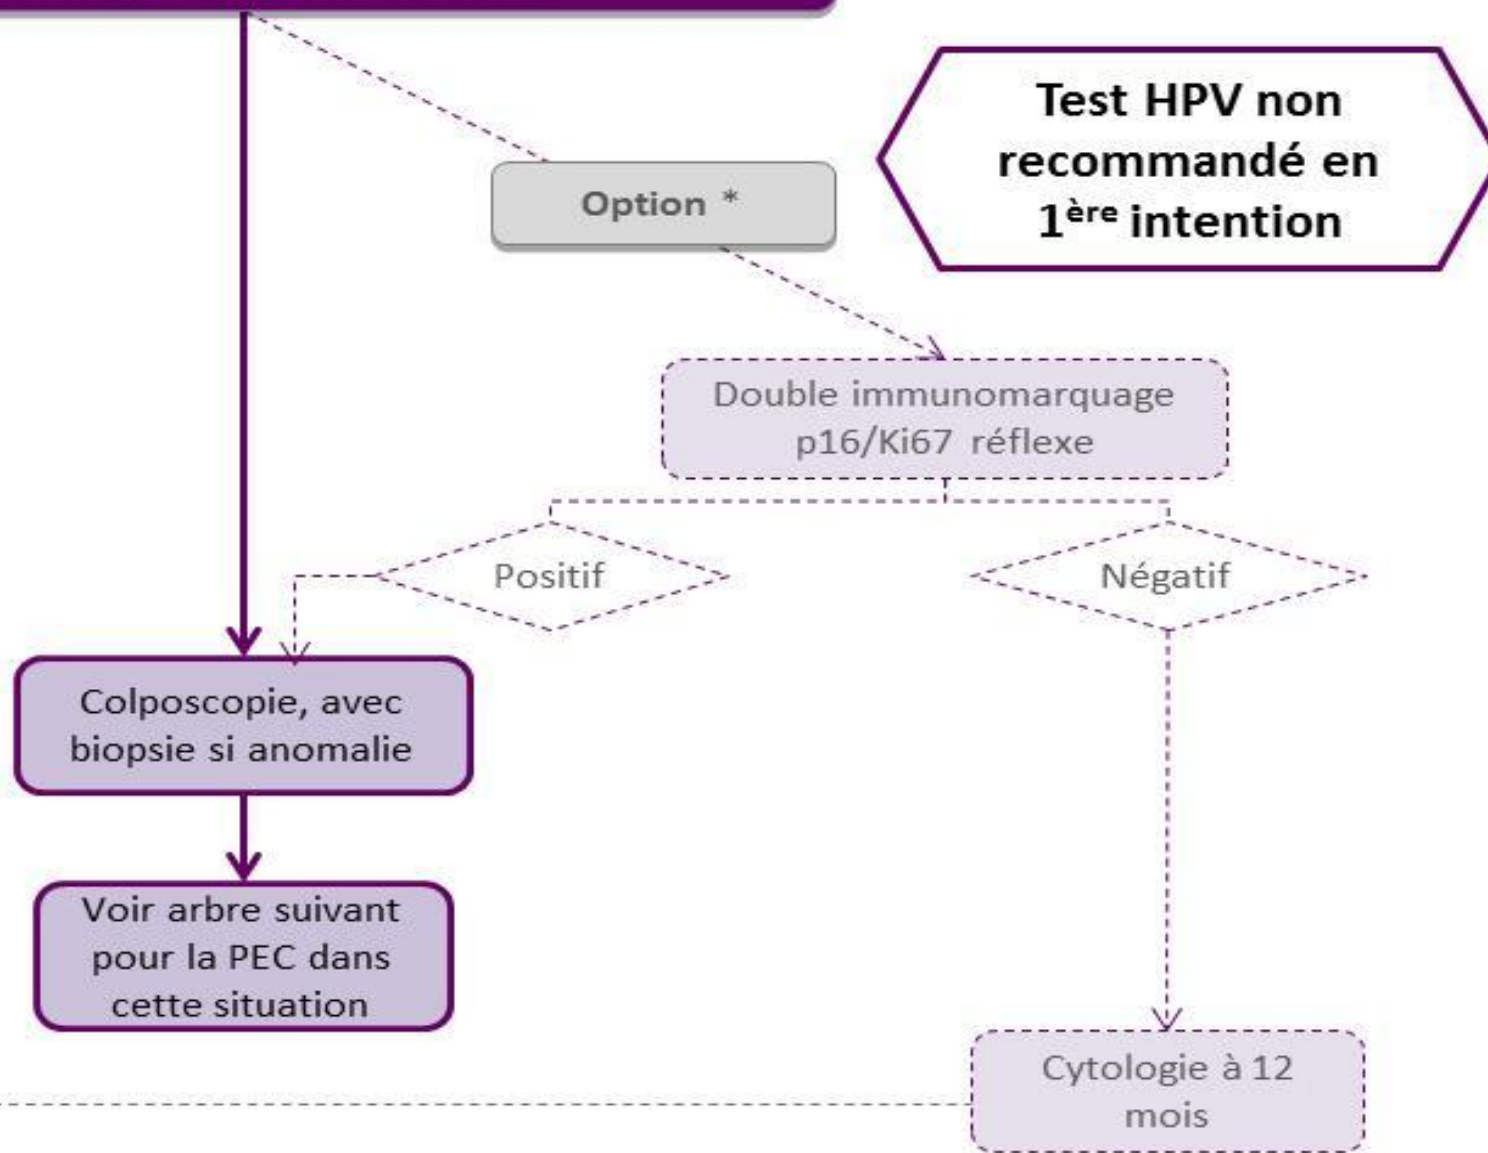 Test HPV non
recommandé en
1ère intention
Option *
Double immunomarquage
p16/Ki67 réflexe
Positif
Négatif
Colposcopie, avec
biopsie si anomalie
Voir arbre suivant
pour la PEC dans
cette situation
Cytologie à 12
mois